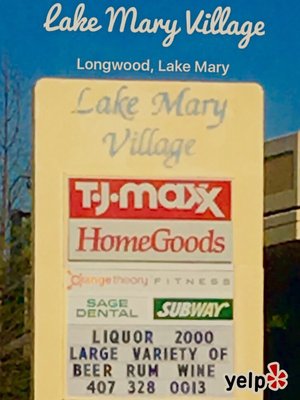 Lake Mary Village
Longwood, Lake Mary
Lake Mary
Village
T·J·maxx
HomeGoods
Orangetheory FITNESS
SAGE
DENTAL
SUBWAY
LIQUOR 2000
LARGE VARIETY OF
BEER RUM WINE
407 328 0013
yelp